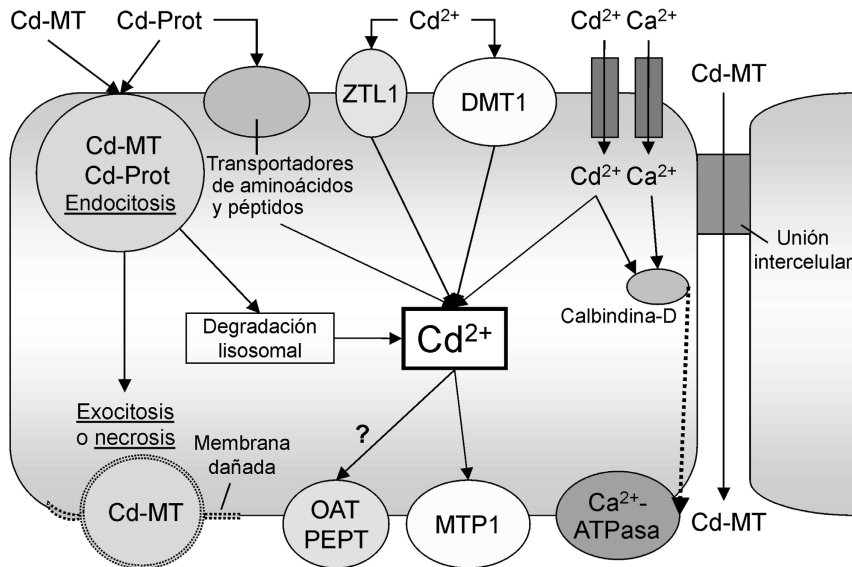 Cd-MT Cd-Prot Cd²⁺ Cd²⁺ Ca²⁺
Cd-MT
ZTL1
DMT1
Cd-MT
Cd-Prot
Endocitosis
Transportadores
de aminoácidos
y péptidos
Cd²⁺ Ca²⁺
Unión
intercelular
Calbindina-D
Degradación
lisosomal
Cd²⁺
Exocitosis
o necrosis
?
Membrana
dañada
Cd-MT
OAT
PEPT
MTP1
Ca²⁺-
ATPasa
Cd-MT